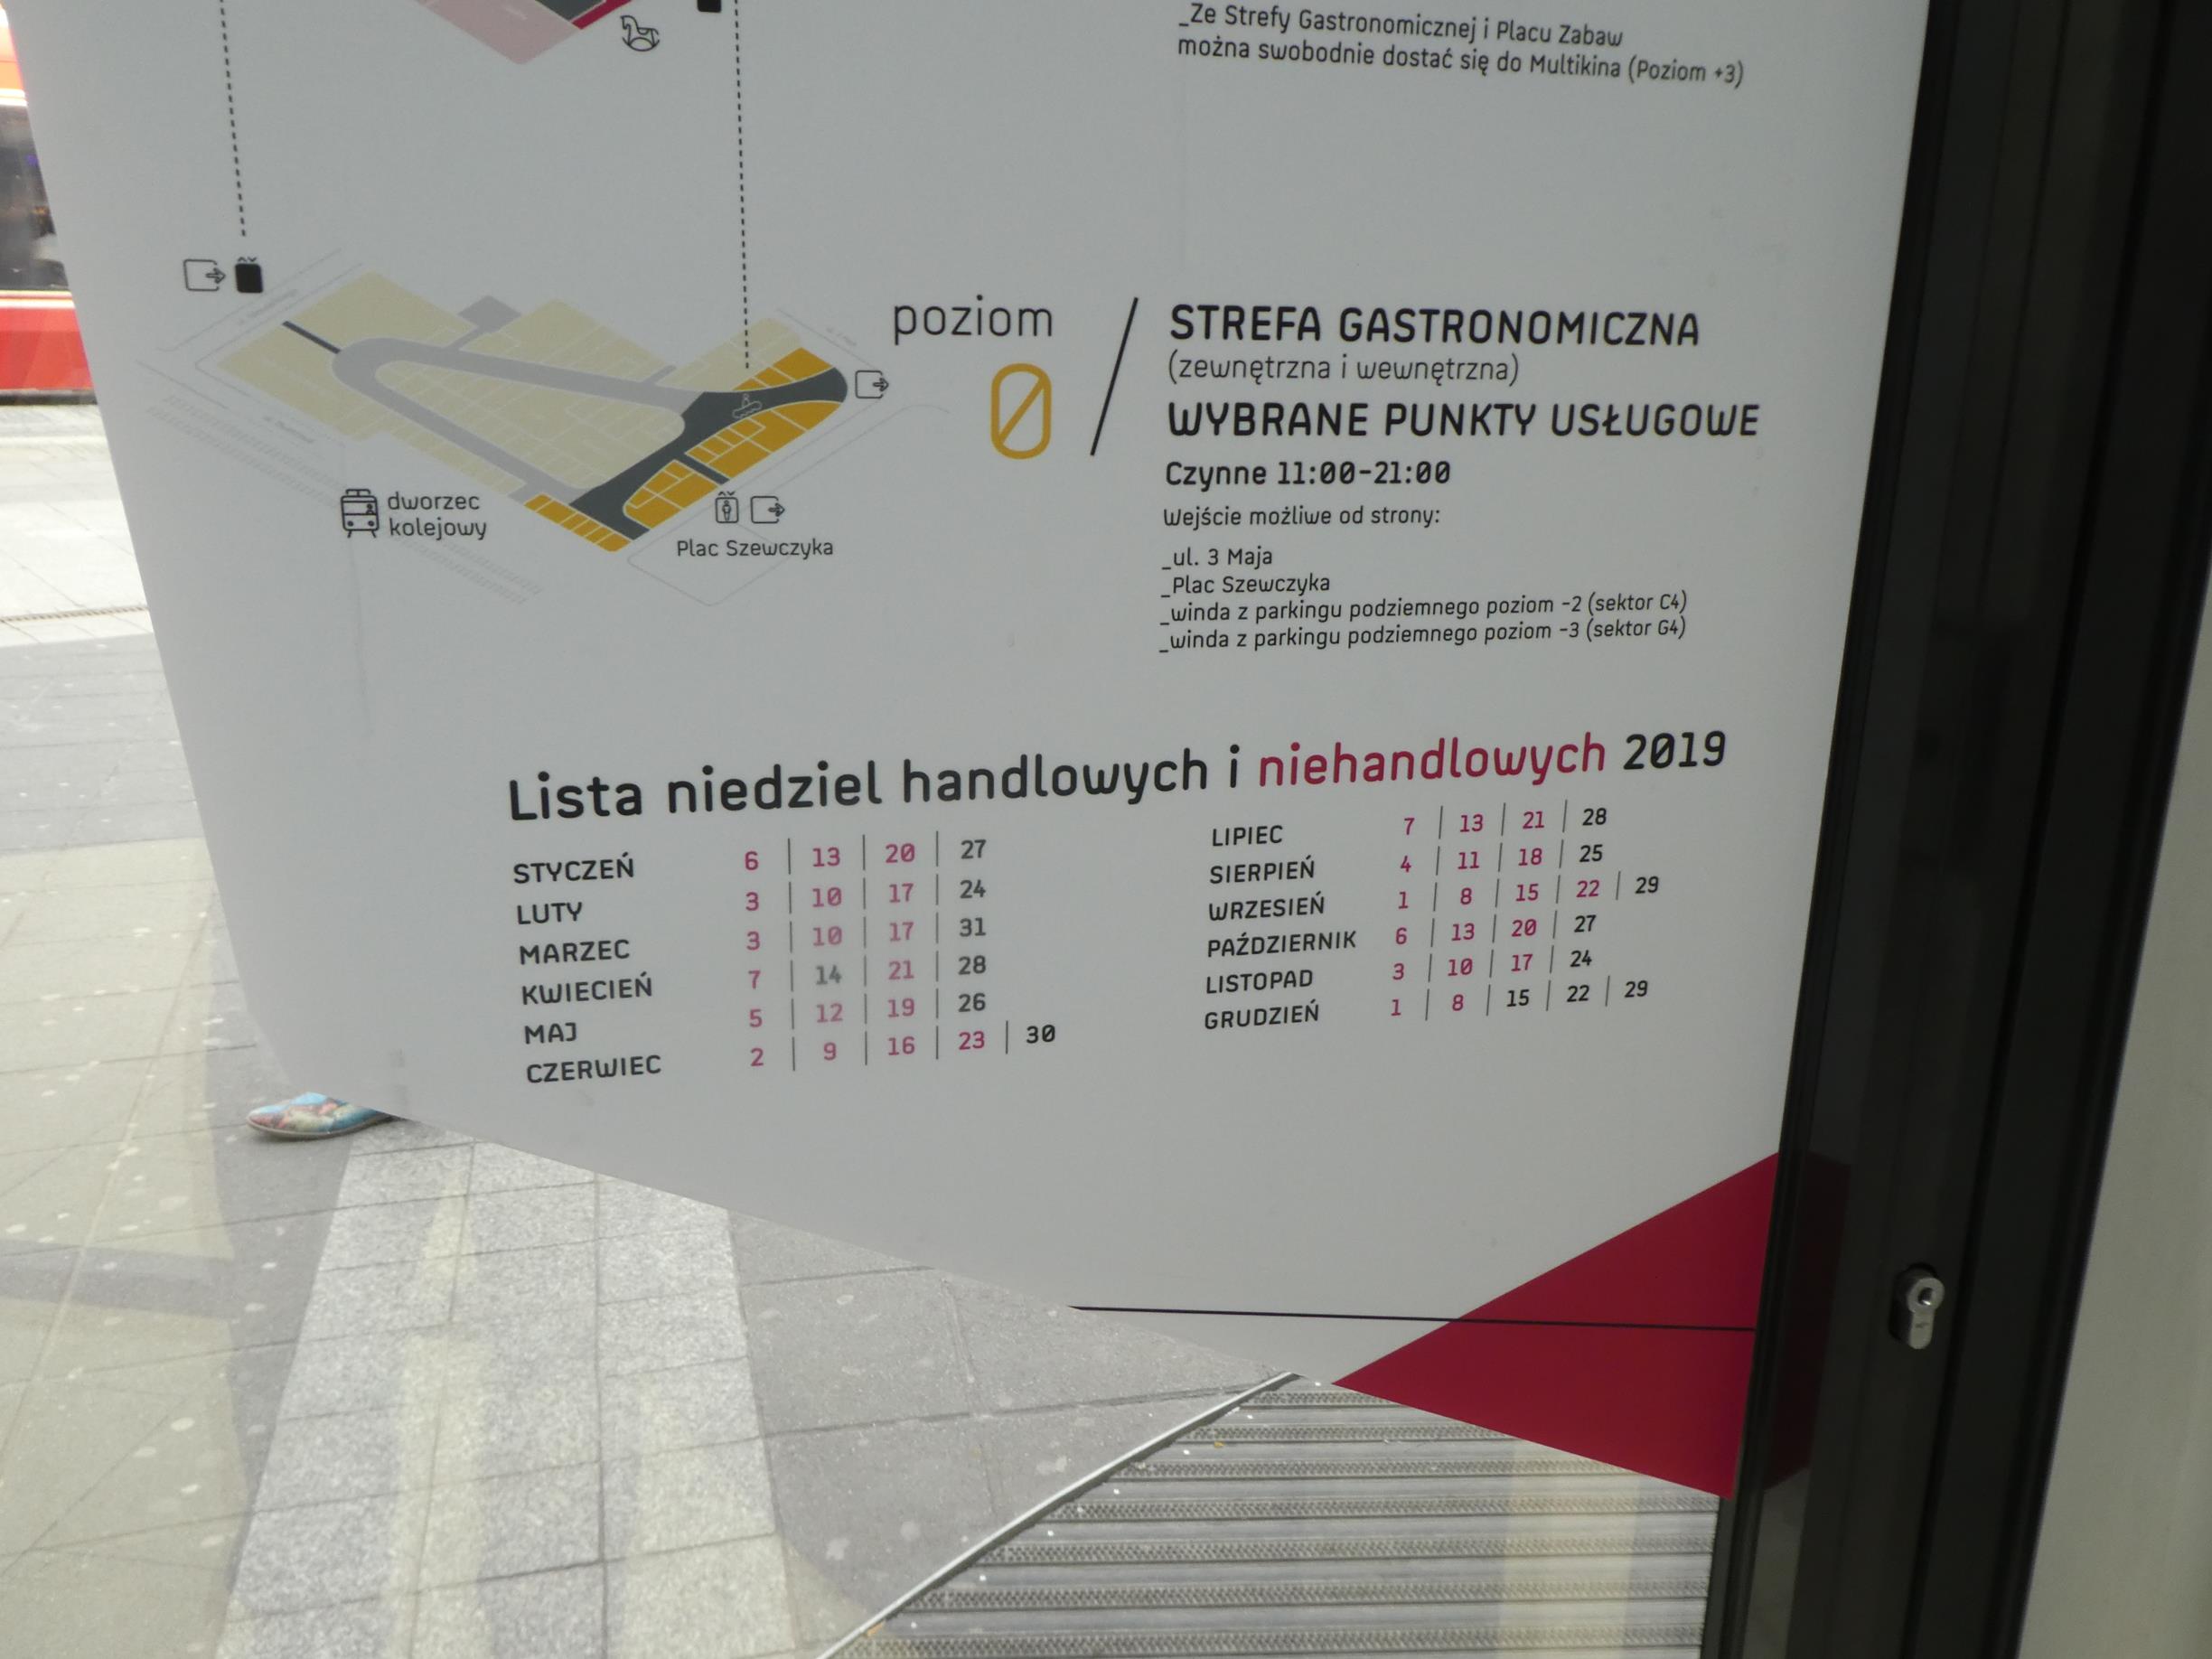 _Ze Strefy Gastronomicznej i Placu Zabaw
można swobodnie dostać się do Multikina (Poziom +3)
poziom
0
STREFA GASTRONOMICZNA
(zewnętrzna i wewnętrzna)
WYBRANE PUNKTY USŁUGOWE
Czynne 11:00-21:00
Wejście możliwe od strony:
_ul. 3 Maja
_Plac Szewczyka
_winda z parkingu podziemnego poziom -2 (sektor C4)
_winda z parkingu podziemnego poziom -3 (sektor G4)
dworzec
kolejowy
Plac Szewczyka
Lista niedziel handlowych i niehandlowych 2019
STYCZEŃ 6 | 13 | 20 | 27
LUTY 3 | 10 | 17 | 24
MARZEC 3 | 10 | 17 | 31
KWIECIEŃ 7 | 14 | 21 | 28
MAJ 5 | 12 | 19 | 26
CZERWIEC 2 | 9 | 16 | 23 | 30
LIPIEC 7 | 13 | 21 | 28
SIERPIEŃ 4 | 11 | 18 | 25
WRZESIEŃ 1 | 8 | 15 | 22 | 29
PAŹDZIERNIK 6 | 13 | 20 | 27
LISTOPAD 3 | 10 | 17 | 24
GRUDZIEŃ 1 | 8 | 15 | 22 | 29